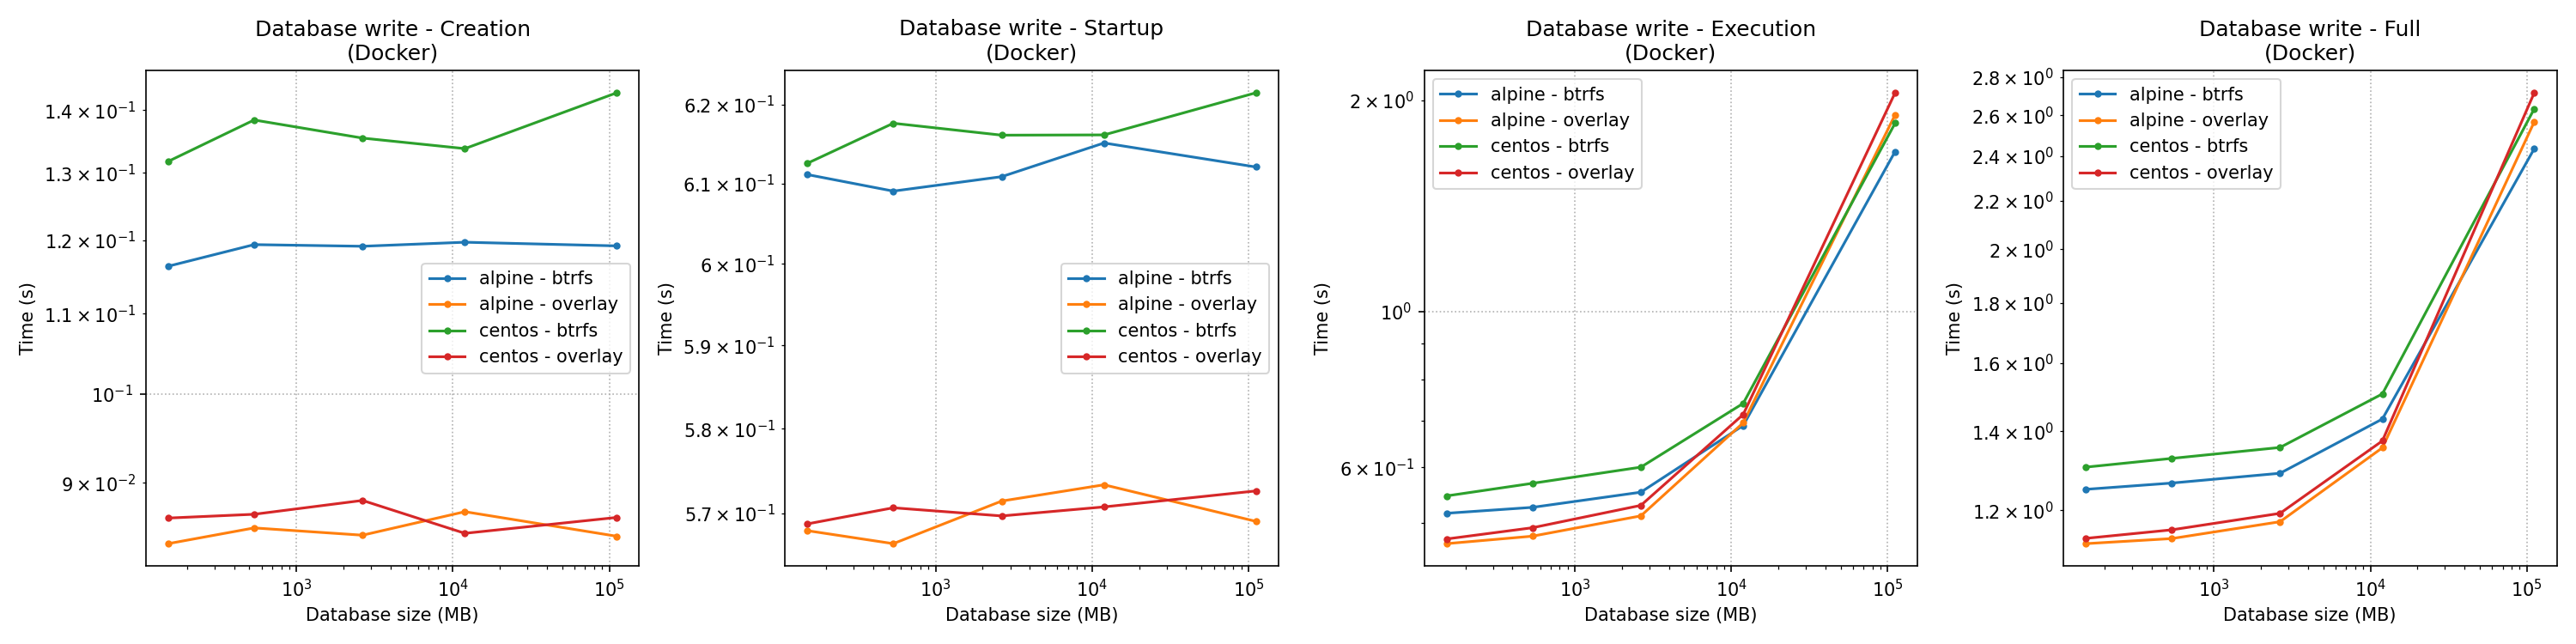 Database write - Creation
(Docker)
1.4 × 10⁻¹
1.3 × 10⁻¹
1.2 × 10⁻¹
1.1 × 10⁻¹
10⁻¹
9 × 10⁻²
Time (s)
alpine - btrfs
alpine - overlay
centos - btrfs
centos - overlay
10³ 10⁴ 10⁵
Database size (MB)
Database write - Startup
(Docker)
6.2 × 10⁻¹
6.1 × 10⁻¹
6 × 10⁻¹
5.9 × 10⁻¹
5.8 × 10⁻¹
5.7 × 10⁻¹
Time (s)
alpine - btrfs
alpine - overlay
centos - btrfs
centos - overlay
10³ 10⁴ 10⁵
Database size (MB)
Database write - Execution
(Docker)
2 × 10⁰
10⁰
6 × 10⁻¹
Time (s)
alpine - btrfs
alpine - overlay
centos - btrfs
centos - overlay
10³ 10⁴ 10⁵
Database size (MB)
Database write - Full
(Docker)
2.8 × 10⁰
2.6 × 10⁰
2.4 × 10⁰
2.2 × 10⁰
2 × 10⁰
1.8 × 10⁰
1.6 × 10⁰
1.4 × 10⁰
1.2 × 10⁰
Time (s)
alpine - btrfs
alpine - overlay
centos - btrfs
centos - overlay
10³ 10⁴ 10⁵
Database size (MB)